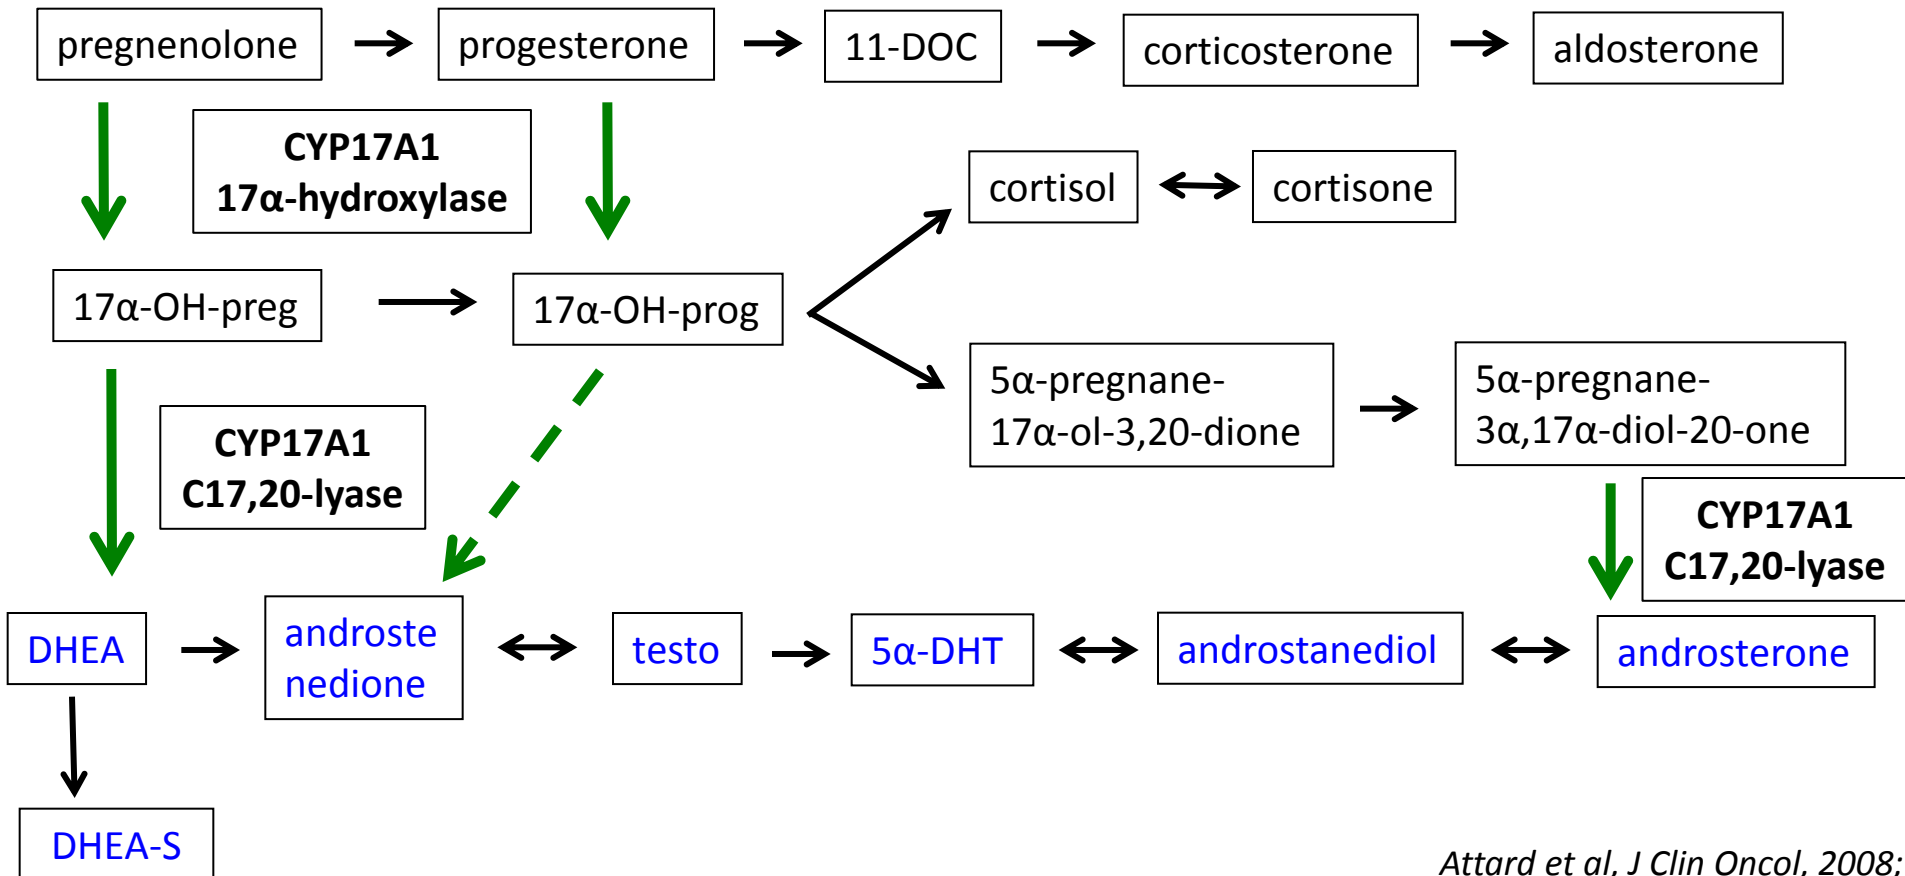 pregnenolone
progesterone
11-DOC
corticosterone
aldosterone
CYP17A1
17α-hydroxylase
cortisol
cortisone
17α-OH-preg
17α-OH-prog
5α-pregnane-
17α-ol-3,20-dione
5α-pregnane-
3α,17α-diol-20-one
CYP17A1
C17,20-lyase
CYP17A1
C17,20-lyase
DHEA
androste
nedione
testo
5α-DHT
androstanediol
androsterone
DHEA-S
Attard et al, J Clin Oncol, 2008;